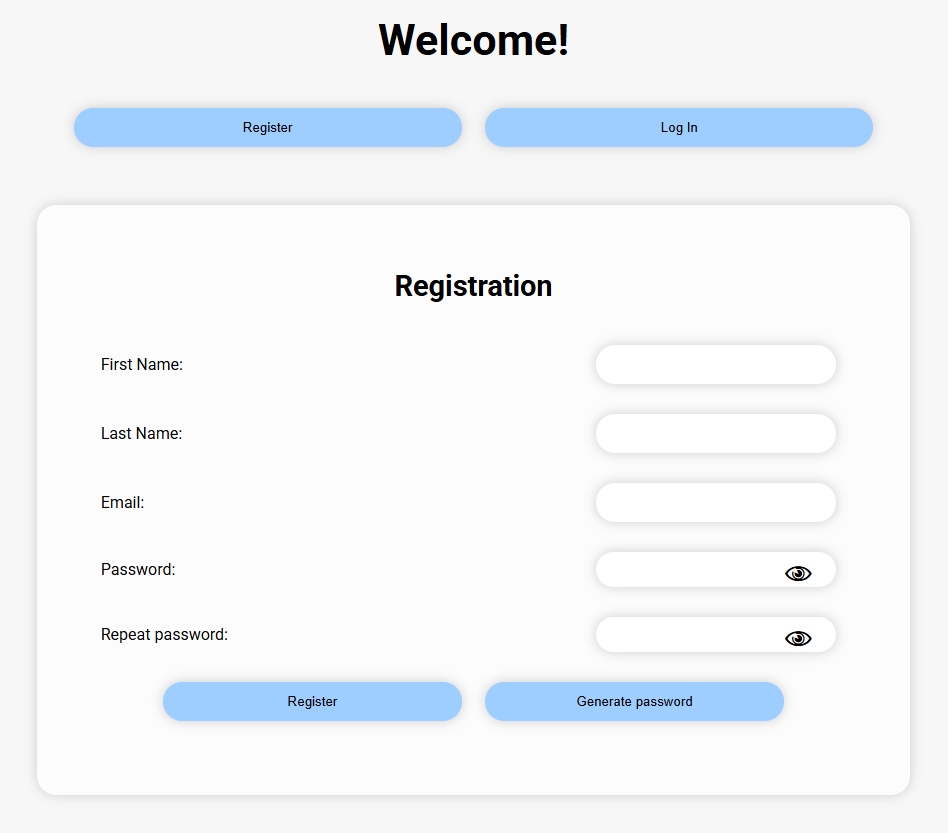 Welcome!
Register
Log In
Registration
First Name:
Last Name:
Email:
Password:
Repeat password:
Register
Generate password